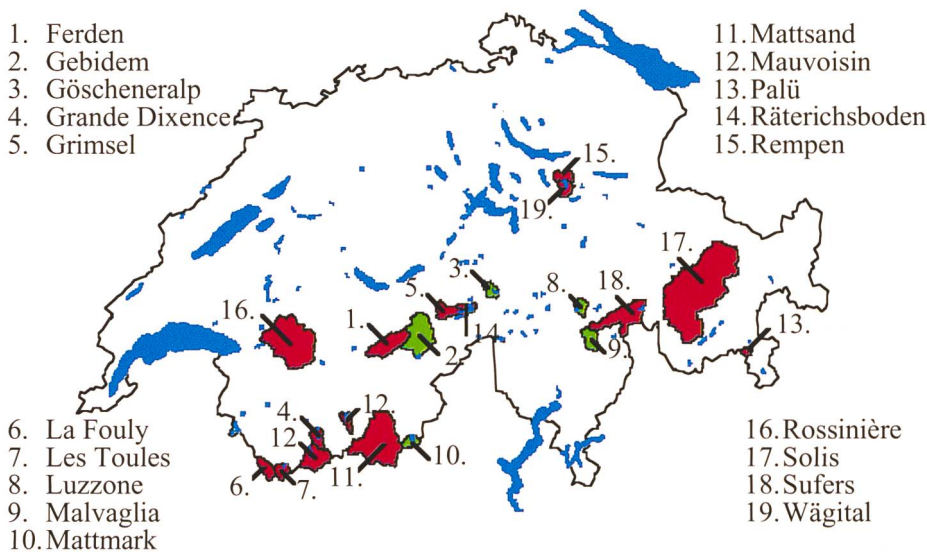 1. Ferden
2. Gebidem
3. Göscheneralp
4. Grande Dixence
5. Grimsel
11. Mattsand
12. Mauvoisin
13. Palü
14. Räterichsboden
15. Rempen
15.
19.
17.
3.
5.
8.
18.
16.
1.
14.
2.
9.
13.
4.
12.
12
6.
7.
11.
10.
6. La Fouly
7. Les Toules
8. Luzzone
9. Malvaglia
10. Mattmark
16. Rossinière
17. Solis
18. Sufers
19. Wägital